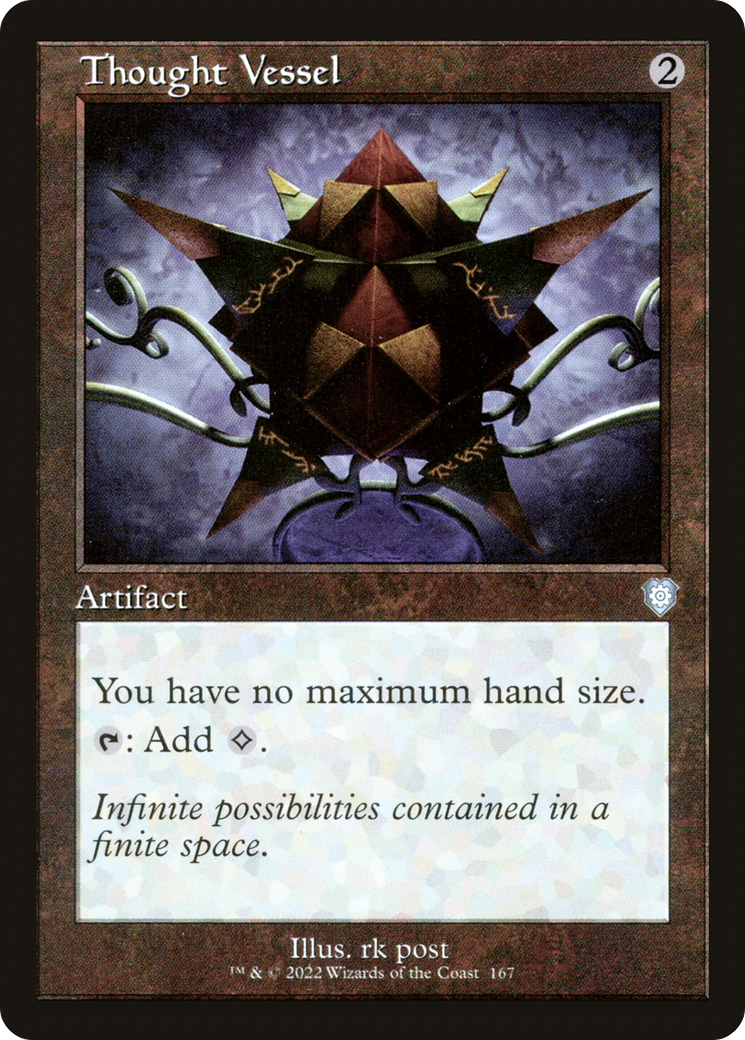 Thought Vessel 2
Artifact
You have no maximum hand size.
: Add .
Infinite possibilities contained in a
finite space.
Illus. rk post
™ & © 2022 Wizards of the Coast 167